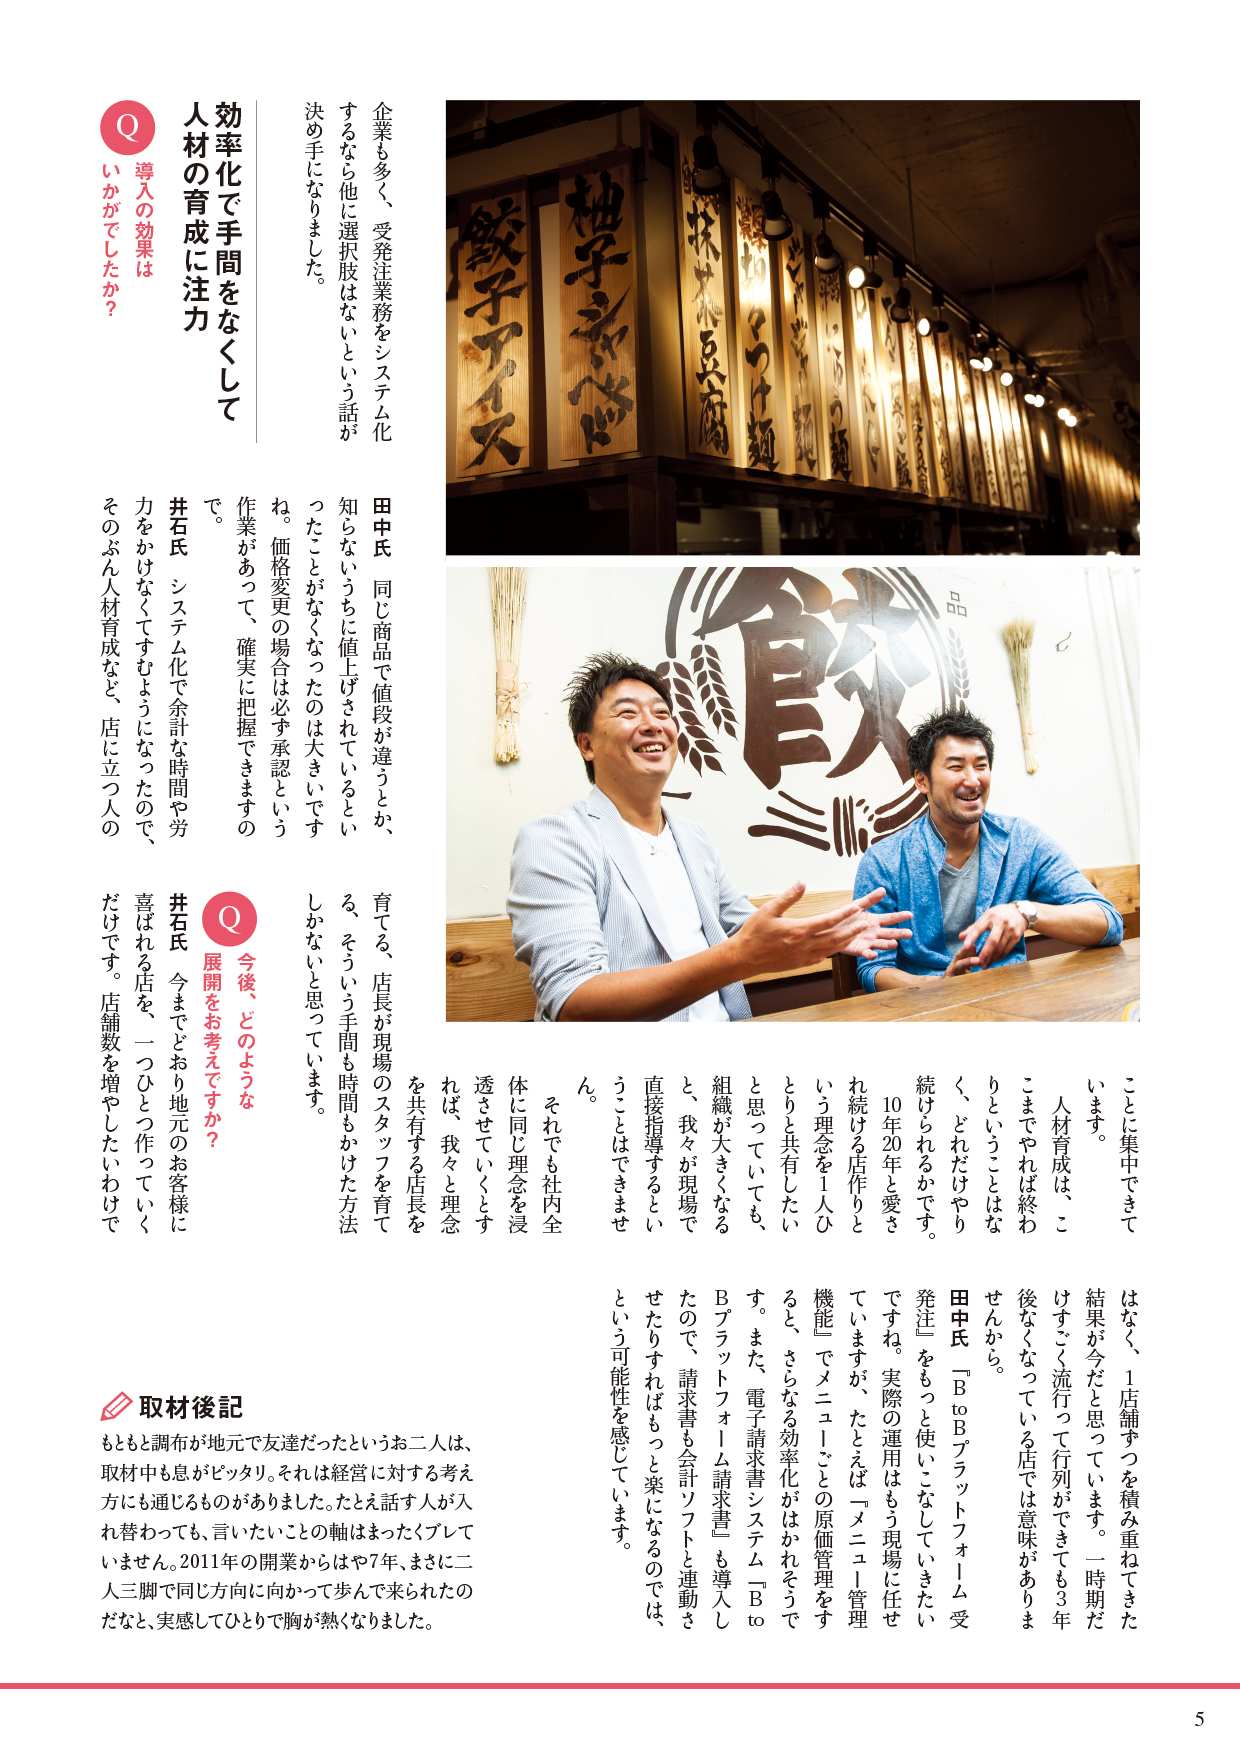 企業も多く、受発注業務をシステム化
するなら他に選択肢はないという話が
決め手になりました。
効率化で手間をなくして
人材の育成に注力
Q
導入の効果は
いかがでしたか?
田中氏　同じ商品で値段が違うとか、
知らないうちに値上げされているとい
ったことがなくなったのは大きいです
ね。価格変更の場合は必ず承認という
作業があって、確実に把握できますの
で。
井石氏　システム化で余計な時間や労
力をかけなくてすむようになったので、
そのぶん人材育成など、店に立つ人の
ことに集中できて
います。
人材育成は、こ
こまでやれば終わ
りということはな
く、どれだけやり
続けられるかです。
10年20年と愛さ
れ続ける店作りと
いう理念を1人ひ
とりと共有したい
と思っていても、
組織が大きくなる
と、我々が現場で
直接指導するとい
うことはできませ
ん。
それでも社内全
体に同じ理念を浸
透させていくとす
れば、我々と理念
を共有する店長を
育てる、店長が現場のスタッフを育て
る、そういう手間も時間もかけた方法
しかないと思っています。
Q
今後、どのような
展開をお考えですか?
井石氏　今までどおり地元のお客様に
喜ばれる店を、一つひとつ作っていく
だけです。店舗数を増やしたいわけで
はなく、1店舗ずつを積み重ねてきた
結果が今だと思っています。一時期だ
けすごく流行って行列ができても3年
後なくなっている店では意味がありま
せんから。
田中氏　『BtoBプラットフォーム 受
発注』をもっと使いこなしていきたい
ですね。実際の運用はもう現場に任せ
ていますが、たとえば『メニュー管理
機能』でメニューごとの原価管理をす
ると、さらなる効率化がはかれそうで
す。また、電子請求書システム『B to
Bプラットフォーム請求書』も導入し
たので、請求書も会計ソフトと連動さ
せたりすればもっと楽になるのでは、
という可能性を感じています。
取材後記
もともと調布が地元で友達だったというお二人は、
取材中も息がピッタリ。それは経営に対する考え
方にも通じるものがありました。たとえ話す人が入
れ替わっても、言いたいことの軸はまったくブレて
いません。2011年の開業からはや7年、まさに二
人三脚で同じ方向に向かって歩んで来られたの
だなと、実感してひとりで胸が熱くなりました。
餃子アイス
柚子シャーベット
抹茶豆腐
餃
品
5